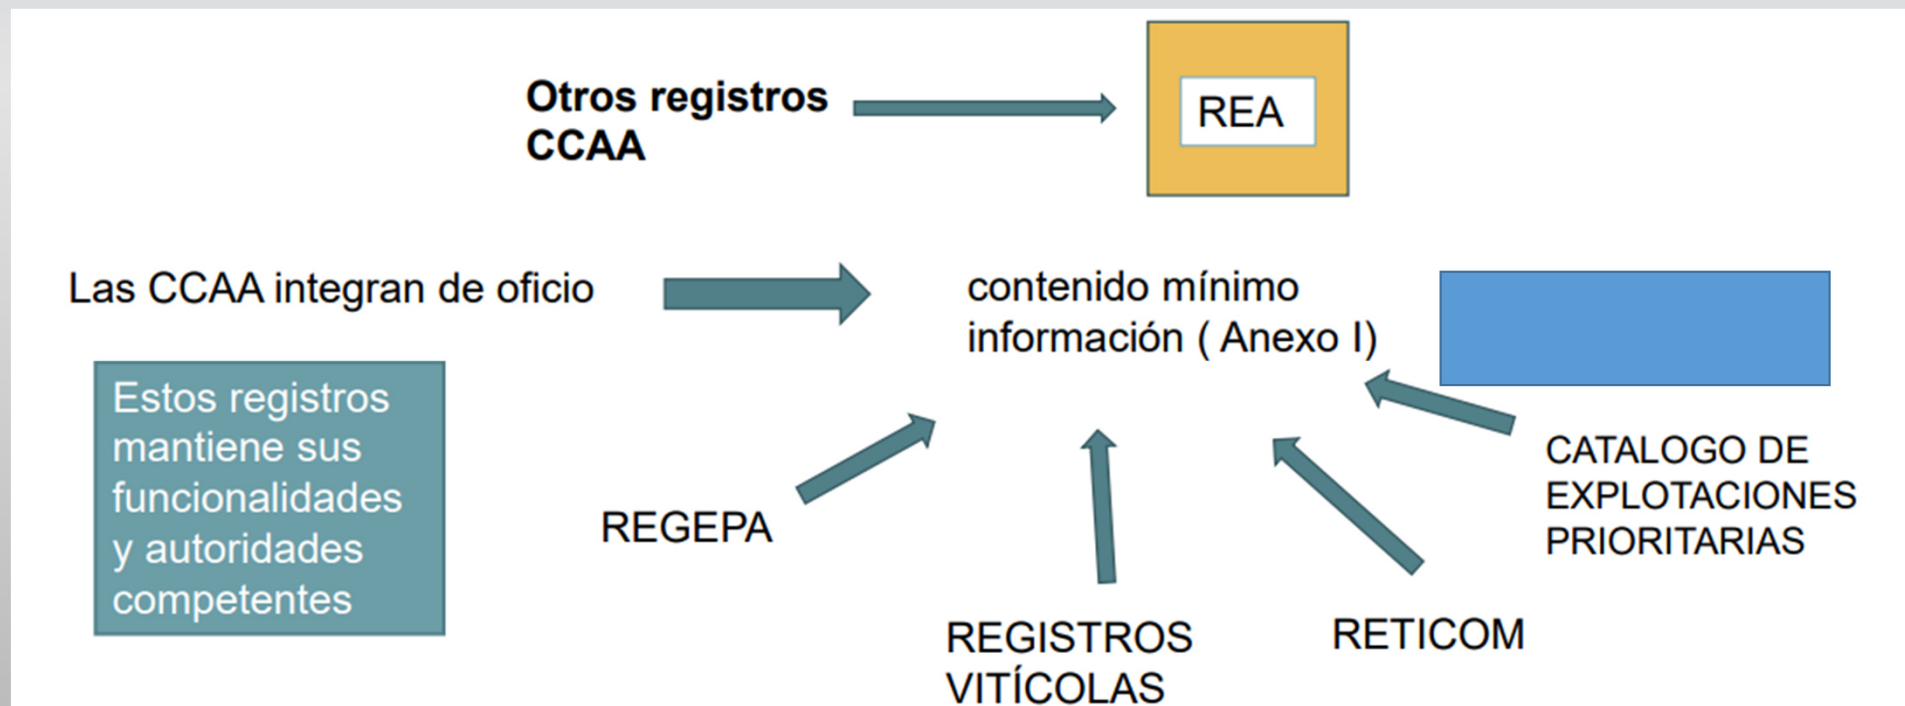 Otros registros
CCAA
REA
Las CCAA integran de oficio
contenido mínimo
información ( Anexo I)
Estos registros
mantiene sus
funcionalidades
y autoridades
competentes
REGEPA
REGISTROS
VITÍCOLAS
RETICOM
CATALOGO DE
EXPLOTACIONES
PRIORITARIAS